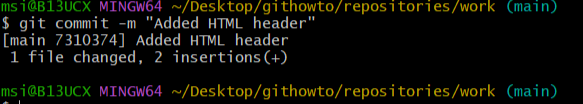 msi@B13UCX MINGW64 ~/Desktop/githowto/repositories/work (main)
$ git commit -m "Added HTML header"
[main 7310374] Added HTML header
1 file changed, 2 insertions(+)
msi@B13UCX MINGW64 ~/Desktop/githowto/repositories/work (main)